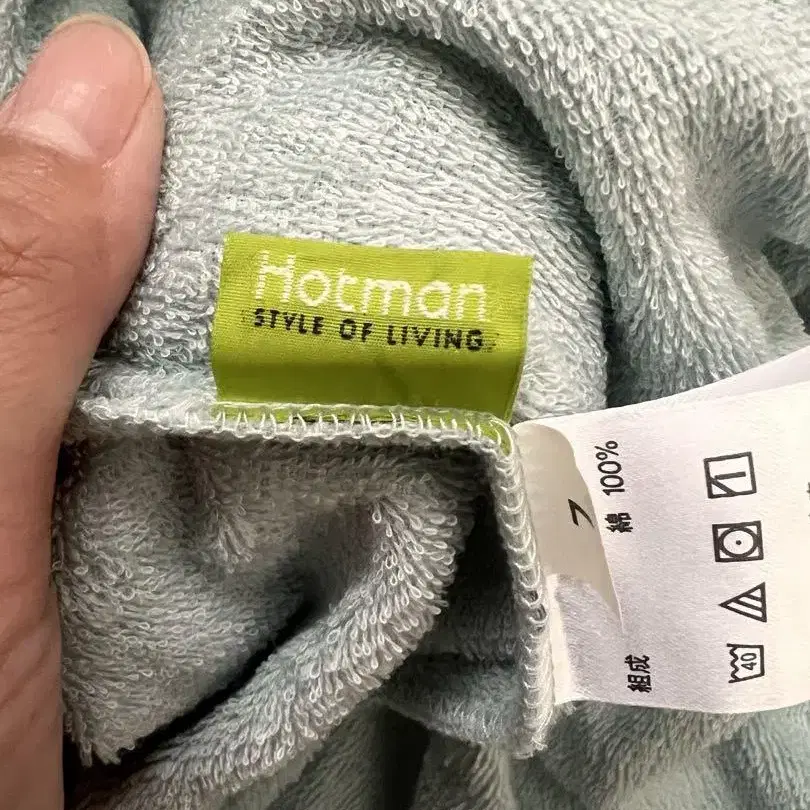 Hotman
STYLE OF LIVING
組成
綿 100%
40